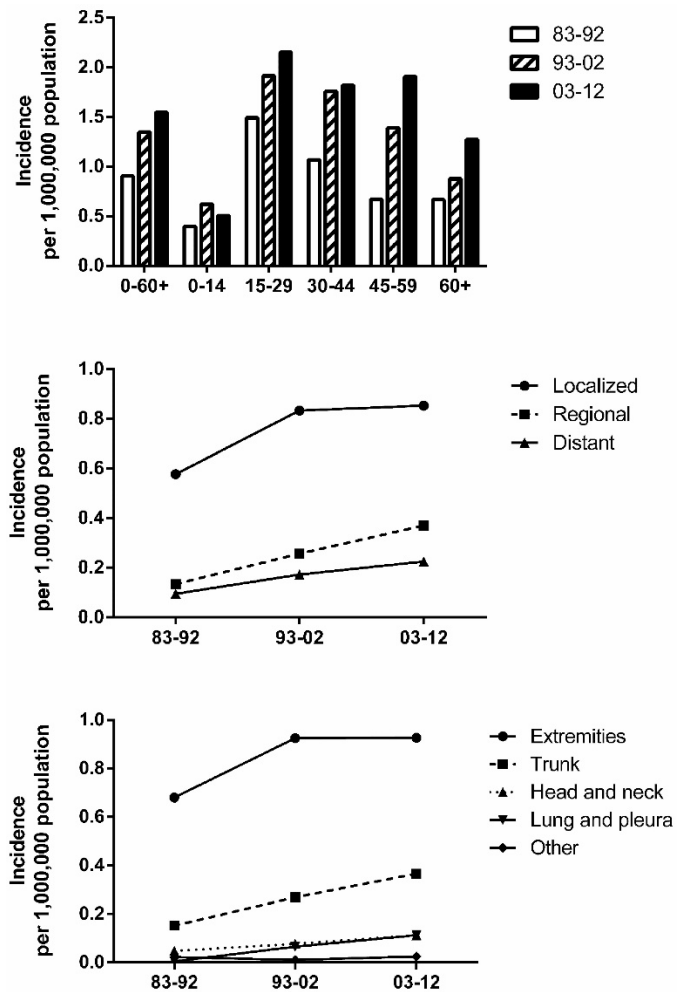 Incidence
per 1,000,000 population
2.5
2.0
1.5
1.0
0.5
0.0
0-60+ 0-14 15-29 30-44 45-59 60+
83-92
93-02
03-12
Incidence
per 1,000,000 population
1.0
0.8
0.6
0.4
0.2
0.0
83-92 93-02 03-12
Localized
Regional
Distant
Incidence
per 1,000,000 population
1.0
0.8
0.6
0.4
0.2
0.0
83-92 93-02 03-12
Extremities
Trunk
Head and neck
Lung and pleura
Other